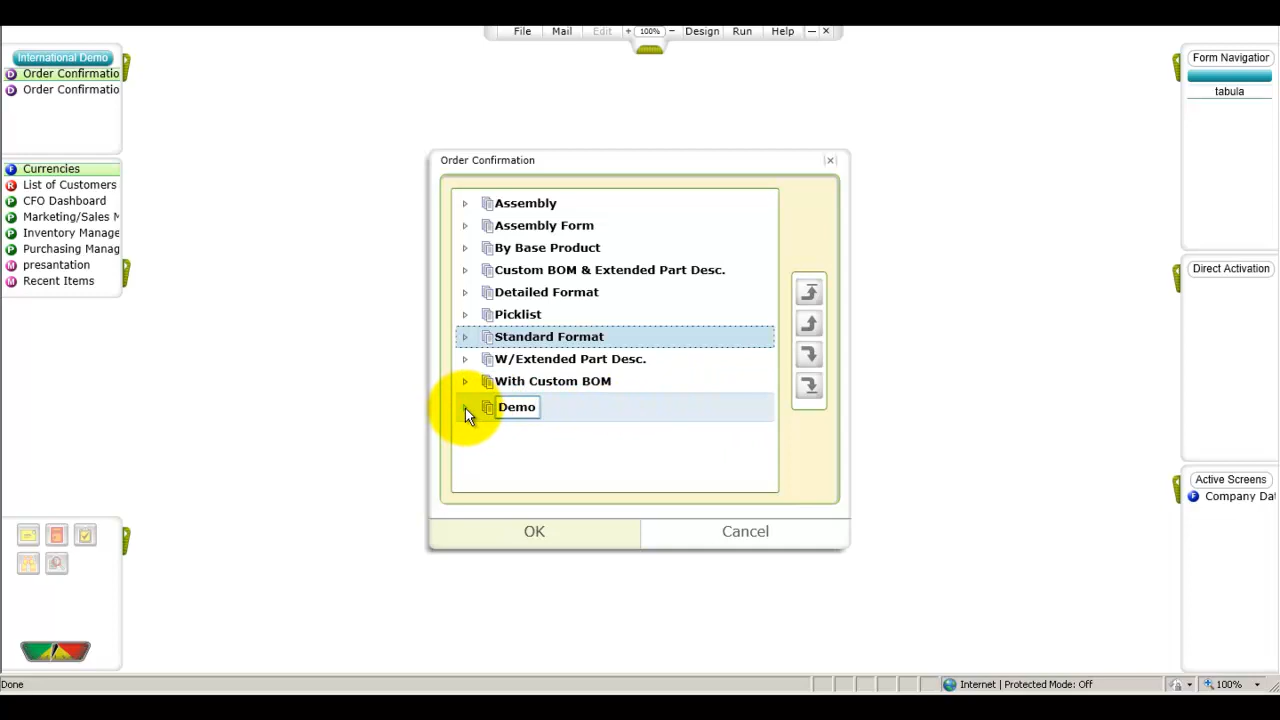 File Mail Edit + 100% − Design Run Help
International Demo
Order Confirmatio
Order Confirmatio
Currencies
List of Customers
CFO Dashboard
Marketing/Sales M
Inventory Manage
Purchasing Manag
presantation
Recent Items
Order Confirmation
Assembly
Assembly Form
By Base Product
Custom BOM & Extended Part Desc.
Detailed Format
Picklist
Standard Format
W/Extended Part Desc.
With Custom BOM
Demo
OK Cancel
Form Navigatior
tabula
Direct Activation
Active Screens
Company Dat
Done Internet | Protected Mode: Off 100%